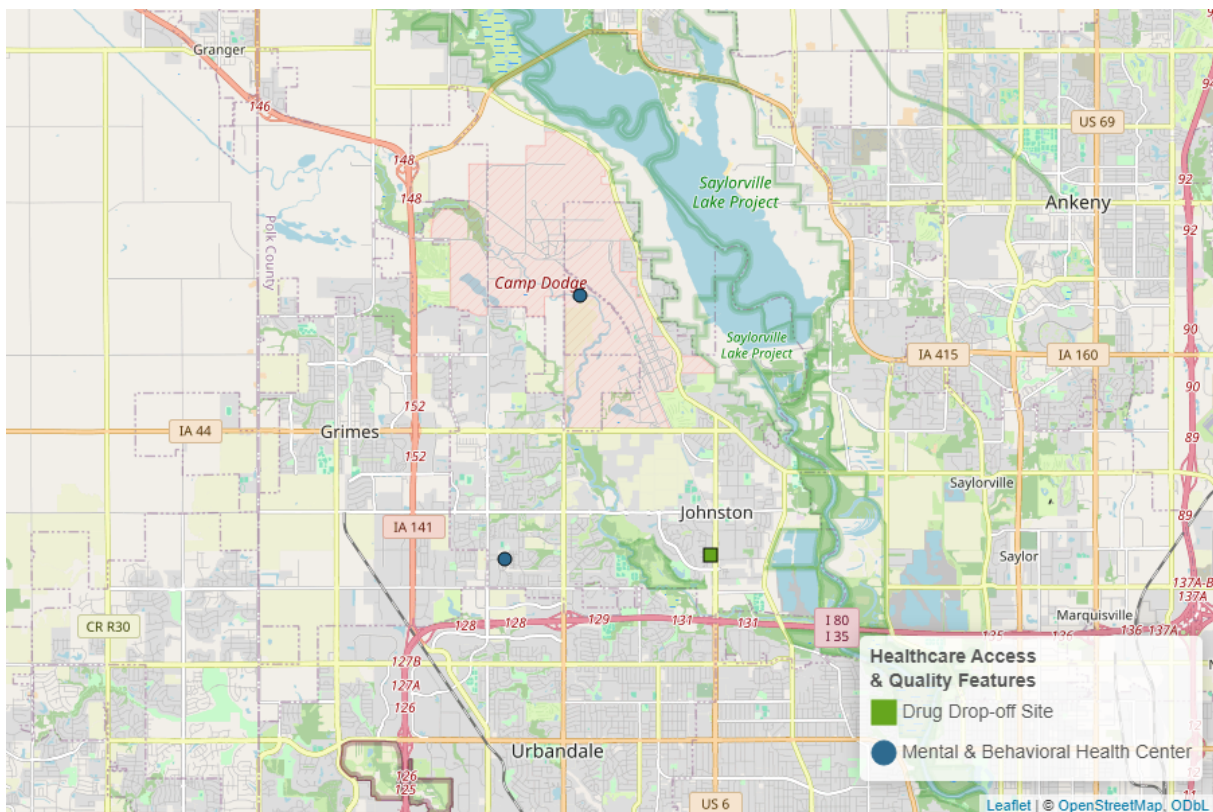 Granger
146
94
US 69
92
148
148
Saylorville
Lake Project
Ankeny
92
Polk County
Camp Dodge
90
Saylorville
Lake Project
IA 415
IA 160
90
152
IA 44
Grimes
89
152
Saylorville
Johnston
89
IA 141
Saylor
137A-B
137A
CR R30
128
128
129
131
131
I 80
I 35
Marquisville
135
136
136
137A
127B
127A
126
Healthcare Access
& Quality Features
Drug Drop-off Site
Mental & Behavioral Health Center
Urbandale
126
125
US 6
Leaflet | © OpenStreetMap, ODbL